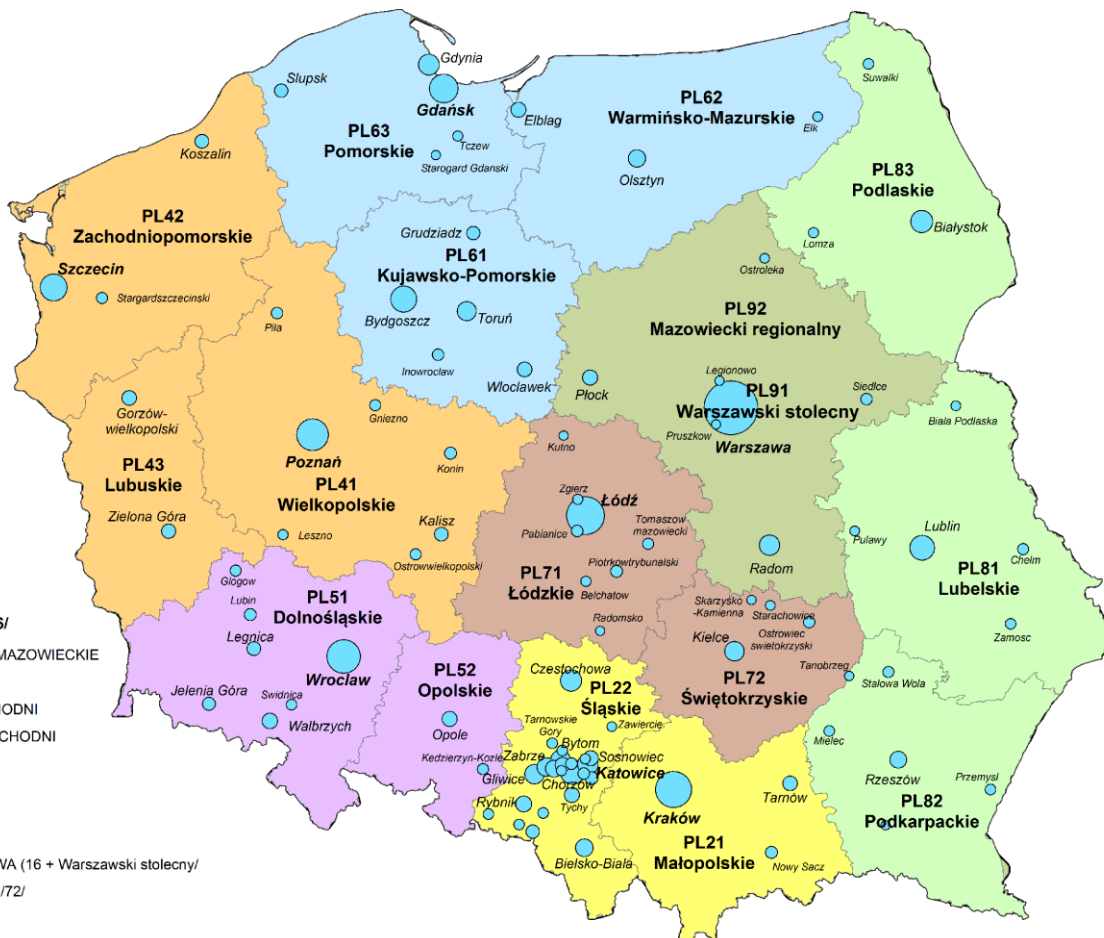 Gdynia
Slupsk
Gdańsk
Elblag
PL63
Pomorskie
Tczew
Starogard Gdanski
PL62
Warmińsko-Mazurskie
Elk
Olsztyn
Suwalki
PL83
Podlaskie
Białystok
Lomza
Koszalin
PL42
Zachodniopomorskie
Szczecin
Stargardszczecinski
Grudziadz
PL61
Kujawsko-Pomorskie
Bydgoszcz
Toruń
Inowroclaw
Wloclawek
Ostroleka
PL92
Mazowiecki regionalny
Płock
Legionowo
PL91
Warszawski stolecny
Pruszkow
Warszawa
Siedlce
Biala Podlaska
Piła
Gorzów-
wielkopolski
PL43
Lubuskie
Zielona Góra
Gniezno
Poznań
Konin
PL41
Wielkopolskie
Leszno
Kalisz
Ostrowwielkopolski
Kutno
Zgierz
Łódź
Pabianice
Tomaszow
mazowiecki
Piotrkowtrybunalski
PL71
Łódzkie
Belchatow
Radomsko
Radom
Pulawy
Lublin
Chelm
PL81
Lubelskie
Zamosc
Glogow
Lubin
PL51
Dolnośląskie
Legnica
Wroclaw
Jelenia Góra
Swidnica
Walbrzych
PL52
Opolskie
Opole
Kedzierzyn-Kozle
Czestochowa
PL22
Śląskie
Zawiercie
Tarnowskie
Gory
Bytom
Zabrze
Sosnowiec
Katowice
Gliwice
Chorzów
Tychy
Rybnik
Bielsko-Biala
Skarzyśko
-Kamienna
Starachowice
Kielce
Ostrowiec
swietokrzyski
PL72
Świętokrzyskie
Tanobrzeg
Stalowa Wola
Mielec
Rzeszów
Przemysl
PL82
Podkarpackie
Kraków
Tarnów
PL21
Małopolskie
Nowy Sacz
6/
MAZOWIECKIE
HODNI
CHODNI
WA (16 + Warszawski stolecny/
/72/